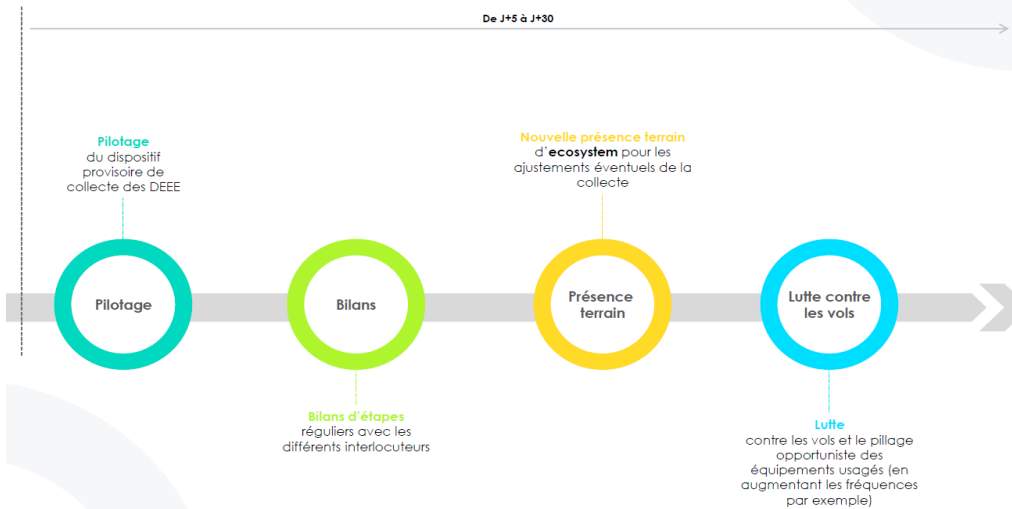 De J+5 à J+30
Pilotage
du dispositif
provisoire de
collecte des DEEE
Nouvelle présence terrain
d'ecosystem pour les
ajustements éventuels de la
collecte
Pilotage
Bilans
Présence
terrain
Lutte contre
les vols
Bilans d'étapes
réguliers avec les
différents interlocuteurs
Lutte
contre les vols et le pillage
opportuniste des
équipements usagés (en
augmentant les fréquences
par exemple)